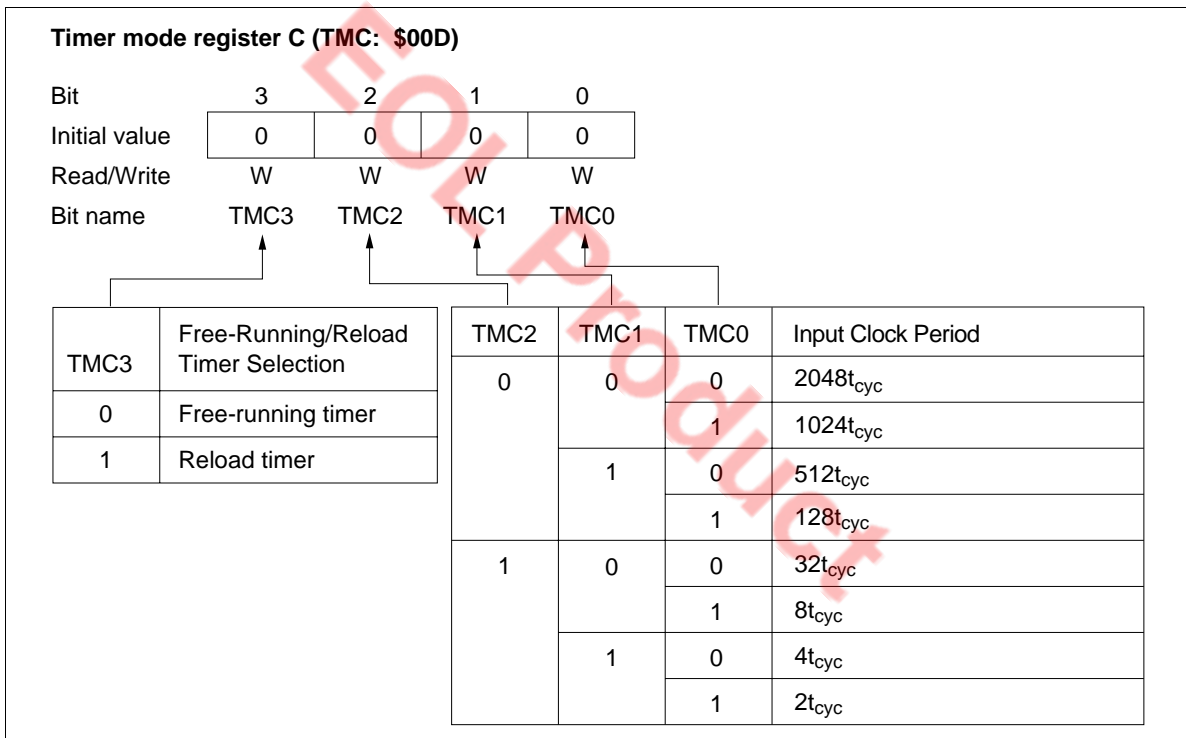 Timer mode register C (TMC: $00D)
Bit 3 2 1 0
Initial value 0 0 0 0
Read/Write W W W W
Bit name TMC3 TMC2 TMC1 TMC0
TMC3 Free-Running/Reload
Timer Selection
0 Free-running timer
1 Reload timer
TMC2 TMC1 TMC0 Input Clock Period
0 0 0 2048tcyc
1 1024tcyc
1 0 512tcyc
1 128tcyc
1 0 0 32tcyc
1 8tcyc
1 0 4tcyc
1 2tcyc
EOL Product